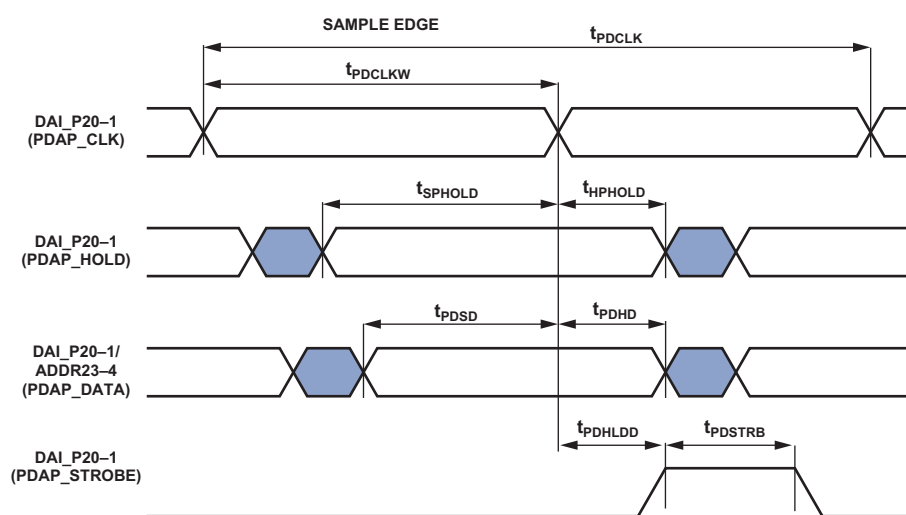 SAMPLE EDGE
tPDCLK
tPDCLKW
DAI_P20–1
(PDAP_CLK)
tSPHOLD
tHPHOLD
DAI_P20–1
(PDAP_HOLD)
tPDSD
tPDHD
DAI_P20–1/
ADDR23–4
(PDAP_DATA)
tPDHLDD
tPDSTRB
DAI_P20–1
(PDAP_STROBE)